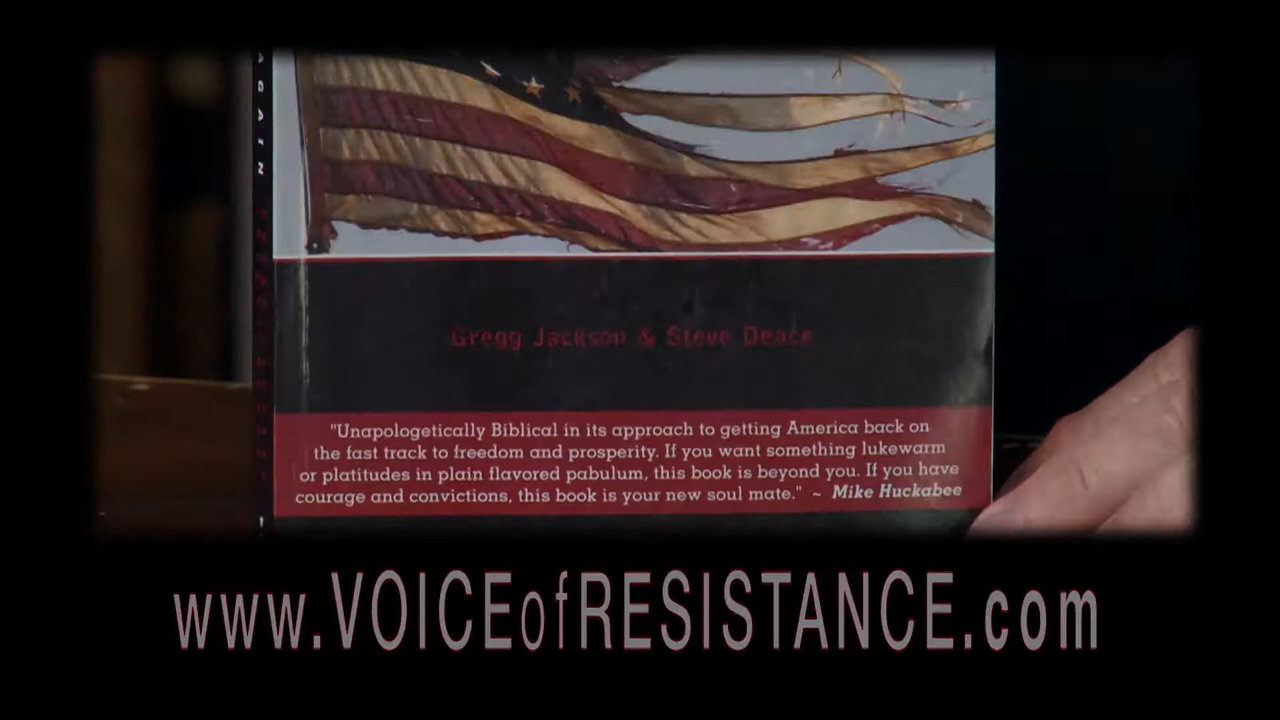 AGAIN
Gregg Jackson & Steve Deace
"Unapologetically Biblical in its approach to getting America back on
the fast track to freedom and prosperity. If you want something lukewarm
or platitudes in plain flavored pabulum, this book is beyond you. If you have
courage and convictions, this book is your new soul mate." ~ Mike Huckabee
www.VOICEofRESISTANCE.com